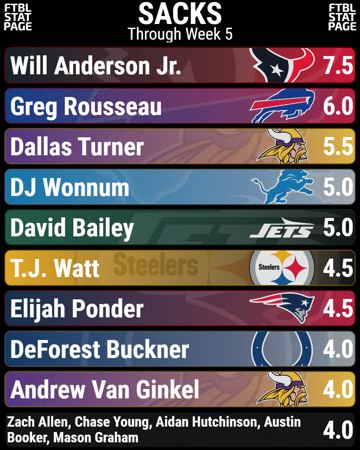 FTBL
STAT
PAGE
SACKS
Through Week 5
FTBL
STAT
PAGE
Will Anderson Jr. 7.5
Greg Rousseau 6.0
Dallas Turner 5.5
DJ Wonnum 5.0
David Bailey JETS 5.0
T.J. Watt Steelers Steelers 4.5
Elijah Ponder 4.5
DeForest Buckner 4.0
Andrew Van Ginkel 4.0
Zach Allen, Chase Young, Aidan Hutchinson, Austin
Booker, Mason Graham 4.0